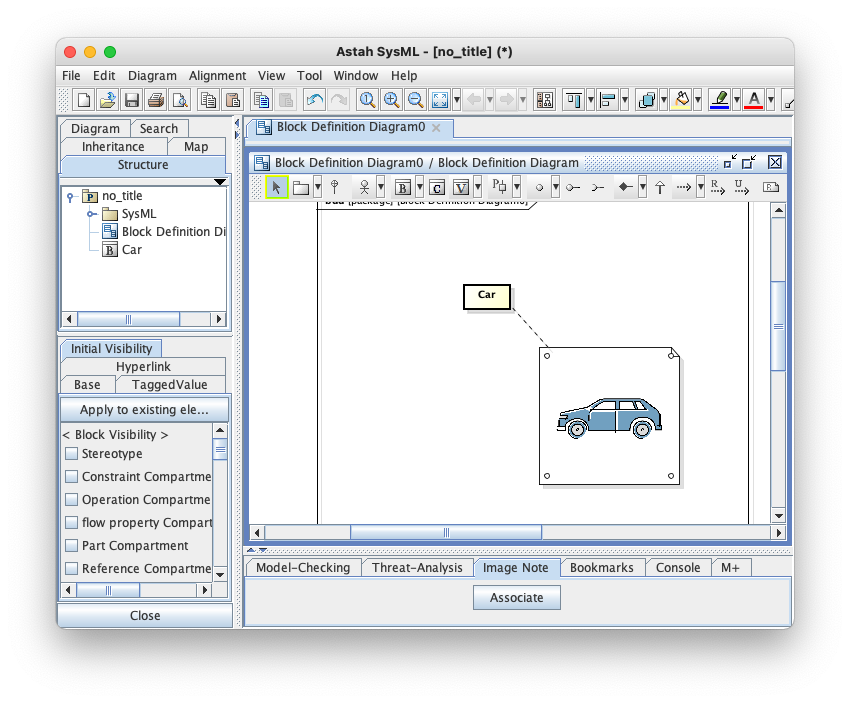 Astah SysML - [no_title] (*)
File Edit Diagram Alignment View Tool Window Help
Diagram Search
Inheritance Map
Structure
no_title
SysML
Block Definition Di
Car
Initial Visibility
Hyperlink
Base TaggedValue
Apply to existing ele...
< Block Visibility >
Stereotype
Constraint Compartme
Operation Compartme
flow property Compart
Part Compartment
Reference Compartme
Close
Block Definition Diagram0
Block Definition Diagram0 / Block Definition Diagram
bdd [package] [Block Definition Diagram0]
Car
Model-Checking Threat-Analysis Image Note Bookmarks Console M+
Associate